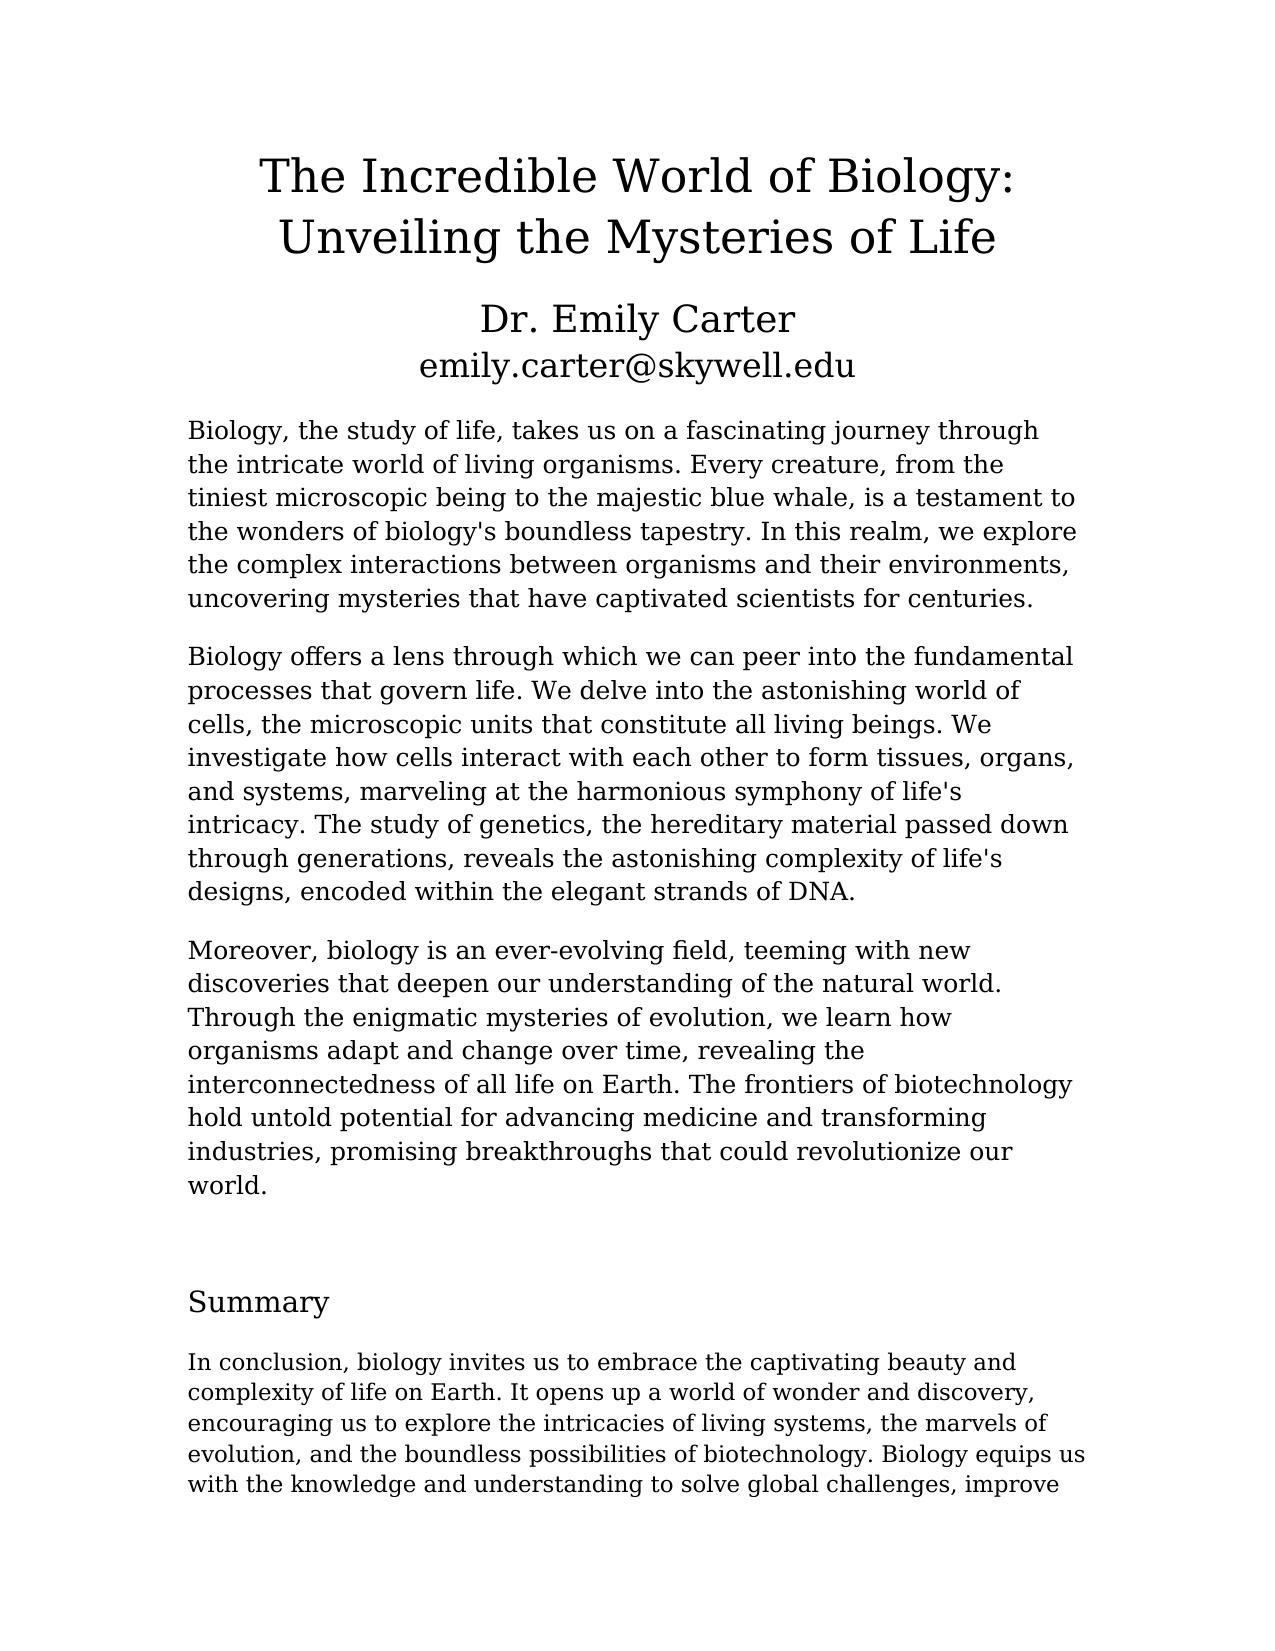 The Incredible World of Biology:
Unveiling the Mysteries of Life
Dr. Emily Carter
emily.carter@skywell.edu
Biology, the study of life, takes us on a fascinating journey through
the intricate world of living organisms. Every creature, from the
tiniest microscopic being to the majestic blue whale, is a testament to
the wonders of biology's boundless tapestry. In this realm, we explore
the complex interactions between organisms and their environments,
uncovering mysteries that have captivated scientists for centuries.
Biology offers a lens through which we can peer into the fundamental
processes that govern life. We delve into the astonishing world of
cells, the microscopic units that constitute all living beings. We
investigate how cells interact with each other to form tissues, organs,
and systems, marveling at the harmonious symphony of life's
intricacy. The study of genetics, the hereditary material passed down
through generations, reveals the astonishing complexity of life's
designs, encoded within the elegant strands of DNA.
Moreover, biology is an ever-evolving field, teeming with new
discoveries that deepen our understanding of the natural world.
Through the enigmatic mysteries of evolution, we learn how
organisms adapt and change over time, revealing the
interconnectedness of all life on Earth. The frontiers of biotechnology
hold untold potential for advancing medicine and transforming
industries, promising breakthroughs that could revolutionize our
world.
Summary
In conclusion, biology invites us to embrace the captivating beauty and
complexity of life on Earth. It opens up a world of wonder and discovery,
encouraging us to explore the intricacies of living systems, the marvels of
evolution, and the boundless possibilities of biotechnology. Biology equips us
with the knowledge and understanding to solve global challenges, improve